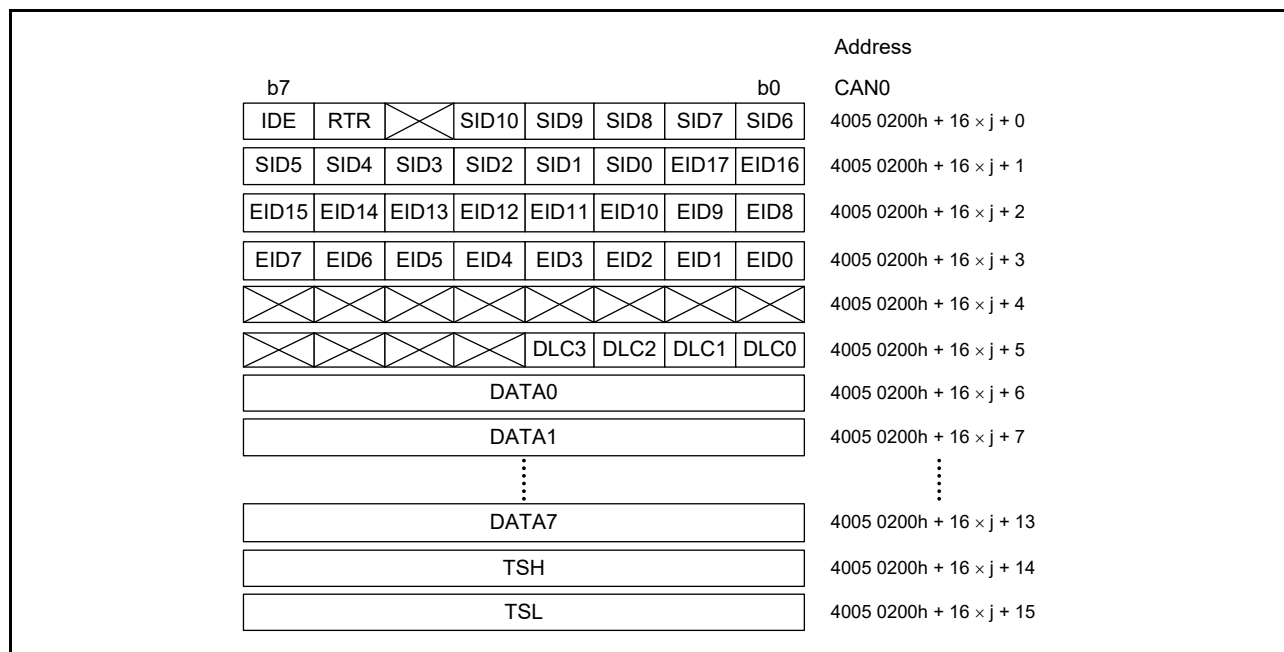 Address
b7 b0 CAN0
IDE RTR SID10 SID9 SID8 SID7 SID6 4005 0200h + 16 × j + 0
SID5 SID4 SID3 SID2 SID1 SID0 EID17 EID16 4005 0200h + 16 × j + 1
EID15 EID14 EID13 EID12 EID11 EID10 EID9 EID8 4005 0200h + 16 × j + 2
EID7 EID6 EID5 EID4 EID3 EID2 EID1 EID0 4005 0200h + 16 × j + 3
4005 0200h + 16 × j + 4
DLC3 DLC2 DLC1 DLC0 4005 0200h + 16 × j + 5
DATA0 4005 0200h + 16 × j + 6
DATA1 4005 0200h + 16 × j + 7
DATA7 4005 0200h + 16 × j + 13
TSH 4005 0200h + 16 × j + 14
TSL 4005 0200h + 16 × j + 15